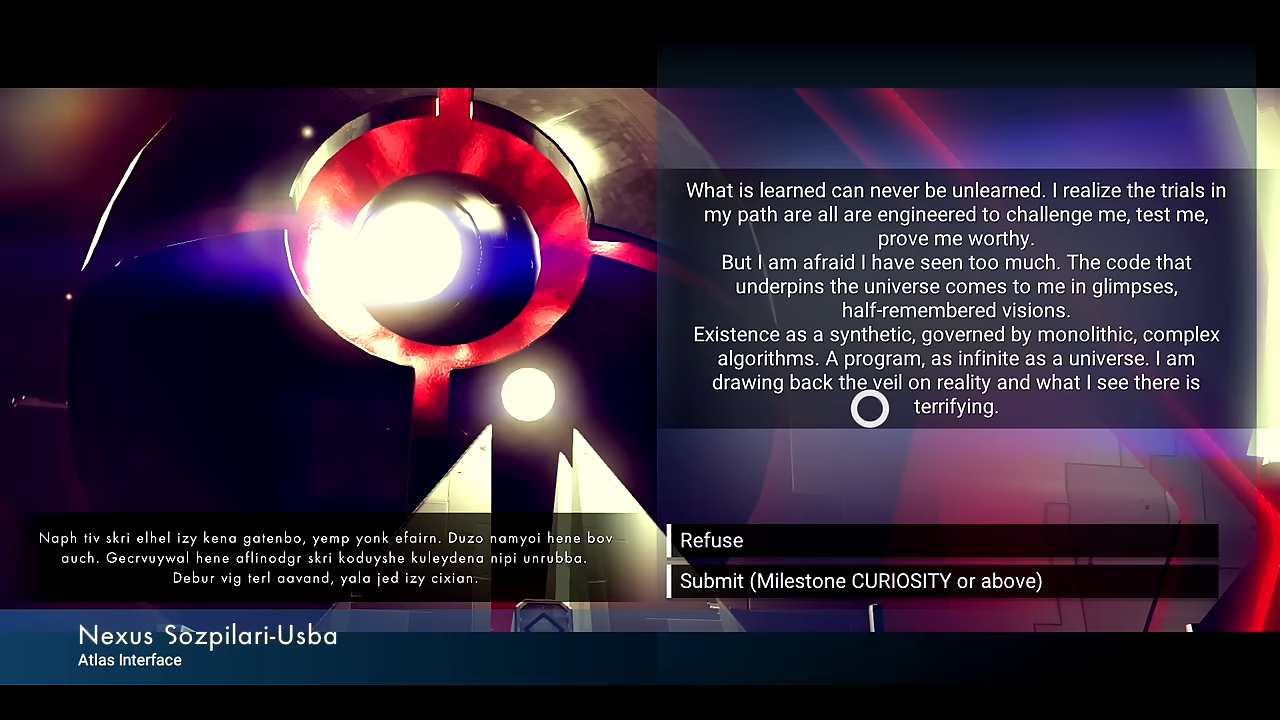 What is learned can never be unlearned. I realize the trials in
my path are all are engineered to challenge me, test me,
prove me worthy.
But I am afraid I have seen too much. The code that
underpins the universe comes to me in glimpses,
half-remembered visions.
Existence as a synthetic, governed by monolithic, complex
algorithms. A program, as infinite as a universe. I am
drawing back the veil on reality and what I see there is
terrifying.
Naph tiv skri elhel izy kena gatenbo, yemp yonk efairn. Duzo namyoi hene bov
auch. Gecrvuywal hene aflinodgr skri koduyshe kuleydena nipi unrubba.
Debur vig terl aavand, yala jed izy cixian.
Refuse
Submit (Milestone CURIOSITY or above)
Nexus Sozpilari-Usba
Atlas Interface